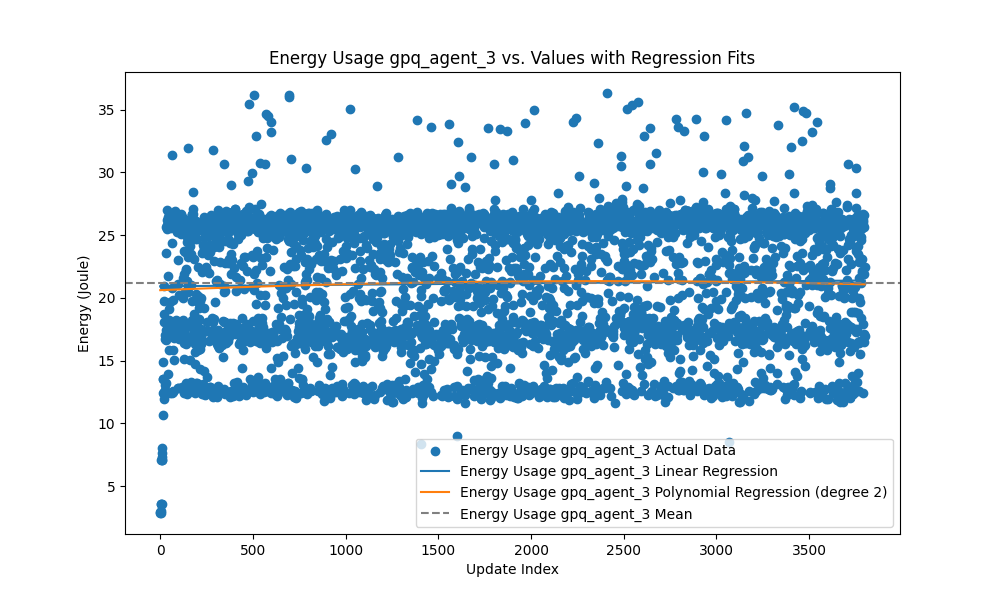 Energy Usage gpq_agent_3 vs. Values with Regression Fits
Energy (Joule)
35
30
25
20
15
10
5
0
500
1000
1500
2000
2500
3000
3500
Update Index
Energy Usage gpq_agent_3 Actual Data
Energy Usage gpq_agent_3 Linear Regression
Energy Usage gpq_agent_3 Polynomial Regression (degree 2)
Energy Usage gpq_agent_3 Mean